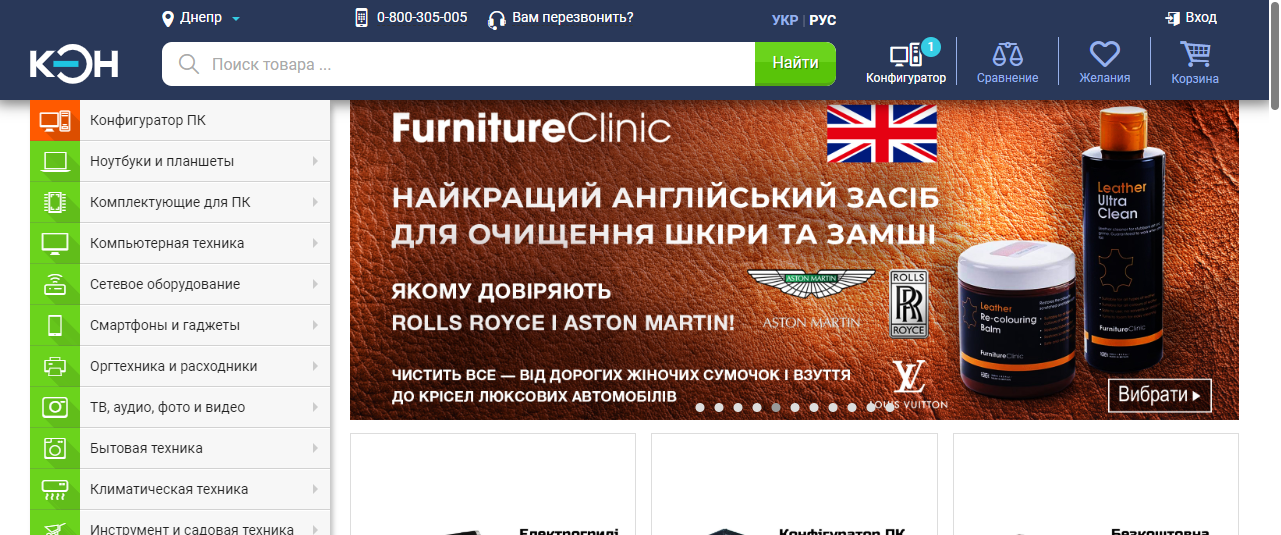 Днепр
0-800-305-005
Вам перезвонить?
УКР | РУС
Вход
КЭН
Поиск товара ...
Найти
Конфигуратор
1
Сравнение
Желания
Корзина
Конфигуратор ПК
Ноутбуки и планшеты
Комплектующие для ПК
Компьютерная техника
Сетевое оборудование
Смартфоны и гаджеты
Оргтехника и расходники
ТВ, аудио, фото и видео
Бытовая техника
Климатическая техника
Инструмент и садовая техника
FurnitureClinic
НАЙКРАЩИЙ АНГЛІЙСЬКИЙ ЗАСІБ
ДЛЯ ОЧИЩЕННЯ ШКІРИ ТА ЗАМШІ
ЯКОМУ ДОВІРЯЮТЬ
ROLLS ROYCE І ASTON MARTIN!
ЧИСТИТЬ ВСЕ — ВІД ДОРОГИХ ЖІНОЧИХ СУМОЧОК І ВЗУТТЯ
ДО КРІСЕЛ ЛЮКСОВИХ АВТОМОБІЛІВ
ASTON MARTIN
ASTON MARTIN
ROLLS
RR
ROYCE
LV
LOUIS VUITTON
Leather
Ultra
Clean
FurnitureClinic
Leather
Re-colouring
Balm
FurnitureClinic
Вибрати
Електрогрилі
Конфігуратор ПК
Безкоштовна